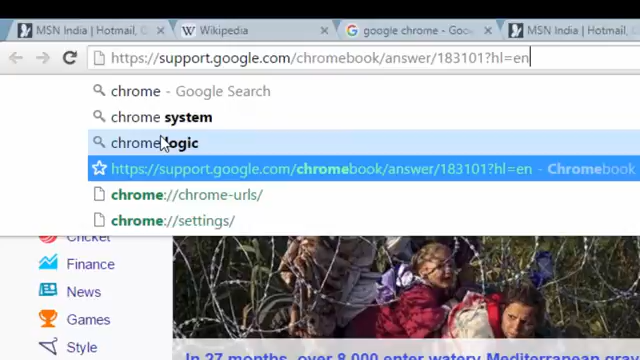 MSN India | Hotmail,
Wikipedia
google chrome - Goo
MSN India | Hotmail, O
https://support.google.com/chromebook/answer/183101?hl=en
chrome - Google Search
chrome system
chrome logic
https://support.google.com/chromebook/answer/183101?hl=en - Chromebook
chrome://chrome-urls/
chrome://settings/
Cricket
Finance
News
Games
Style
In 27 months, over 8,000 enter watery Mediterranean grav